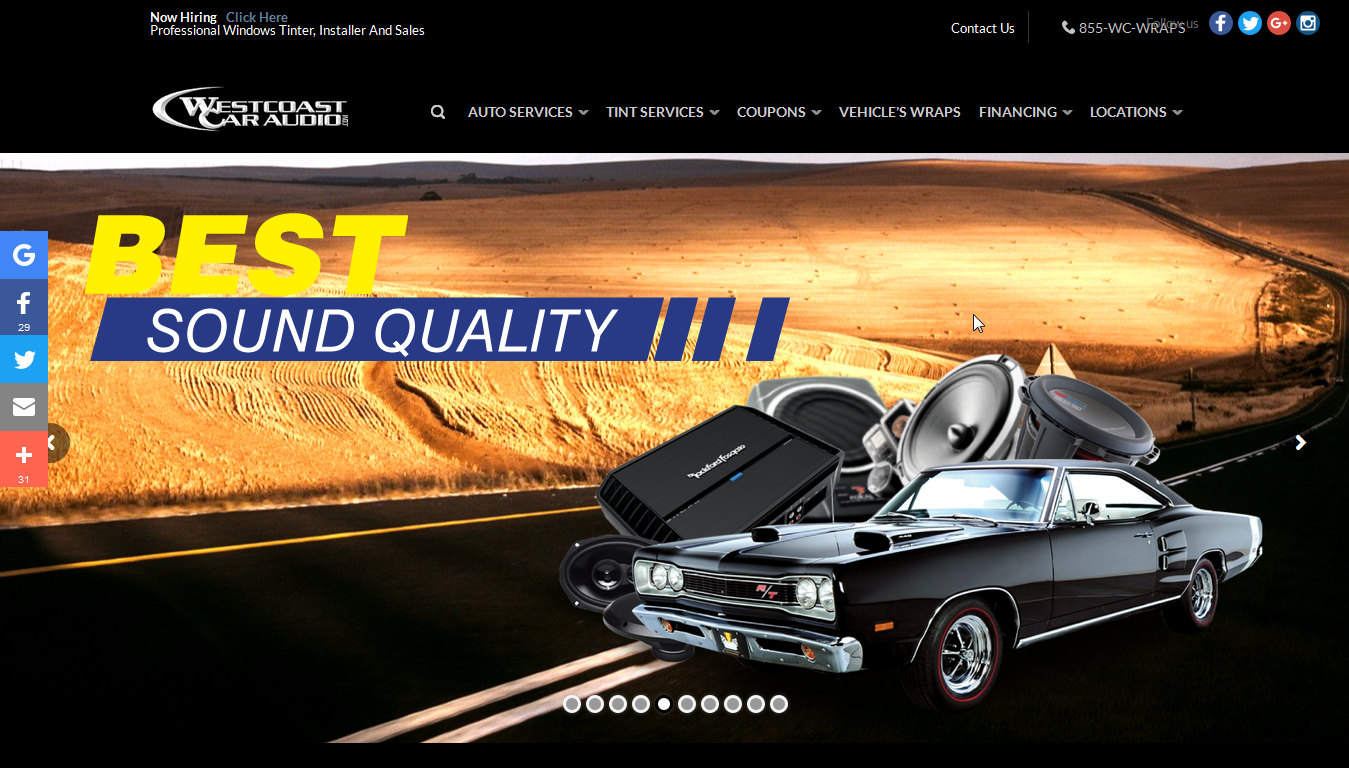 Now Hiring Click Here
Professional Windows Tinter, Installer And Sales
Contact Us
855-WC-WRAPS
Follow us
WESTCOAST
CAR AUDIO.NET
AUTO SERVICES
TINT SERVICES
COUPONS
VEHICLE'S WRAPS
FINANCING
LOCATIONS
BEST
SOUND QUALITY
29
31
Rockford Fosgate
R/T